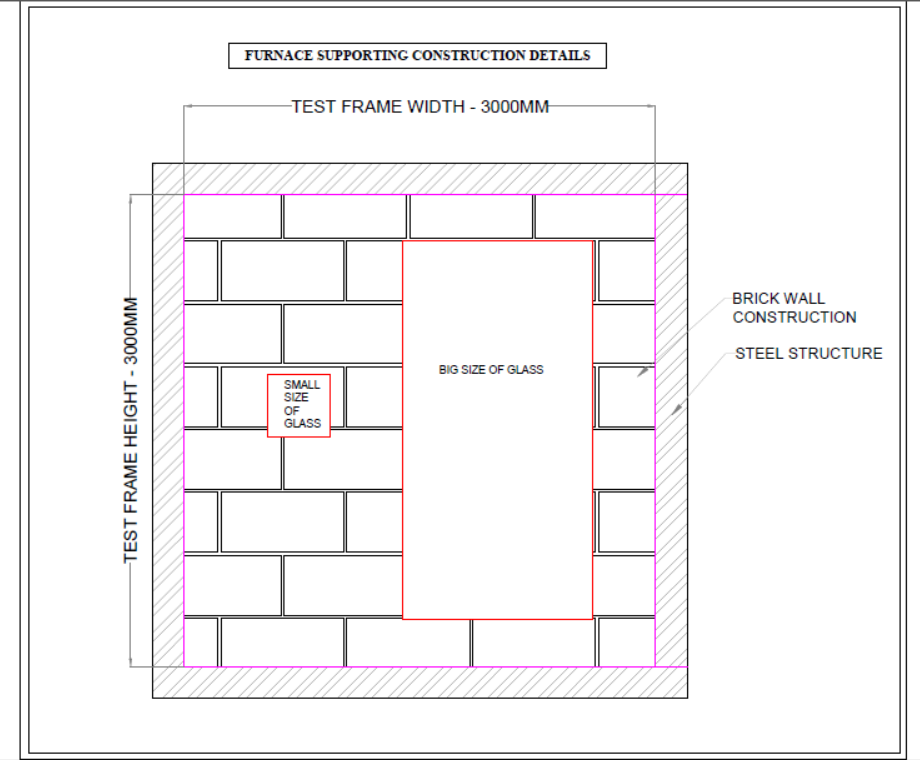 FURNACE SUPPORTING CONSTRUCTION DETAILS
TEST FRAME WIDTH - 3000MM
TEST FRAME HEIGHT - 3000MM
BRICK WALL
CONSTRUCTION
STEEL STRUCTURE
BIG SIZE OF GLASS
SMALL
SIZE
OF
GLASS